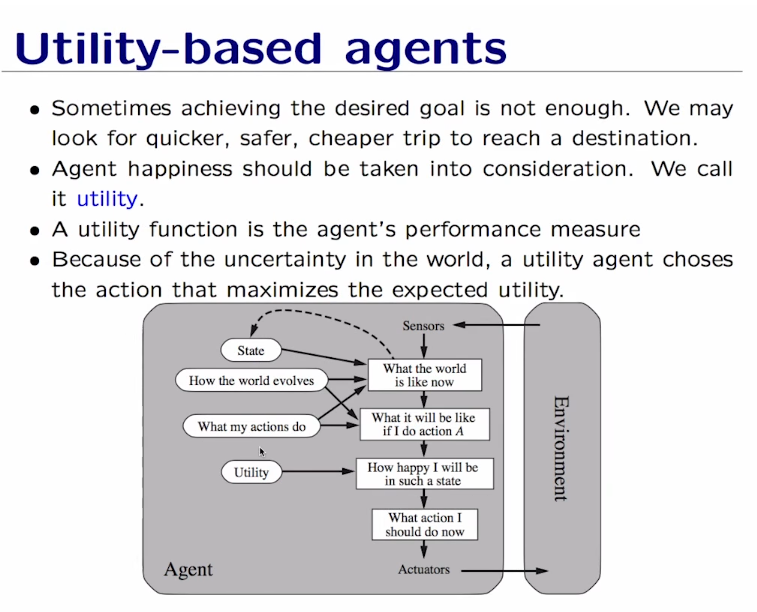 Utility-based agents
• Sometimes achieving the desired goal is not enough. We may
look for quicker, safer, cheaper trip to reach a destination.
• Agent happiness should be taken into consideration. We call
it utility.
• A utility function is the agent's performance measure
• Because of the uncertainty in the world, a utility agent choses
the action that maximizes the expected utility.
Sensors
State
What the world
is like now
How the world evolves
What it will be like
if I do action A
What my actions do
Utility
How happy I will be
in such a state
What action I
should do now
Agent
Actuators
Environment